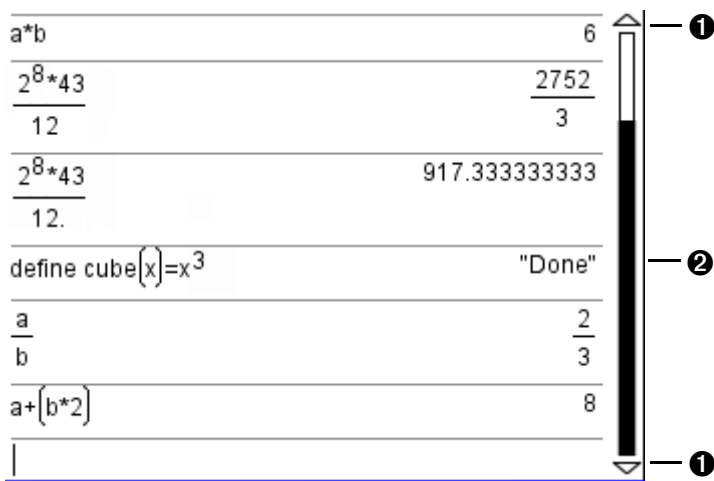 a*b 6 ❶
2^8*43/12 2752/3
2^8*43/12. 917.333333333
define cube(x)=x^3 "Done" ❷
a/b 2/3
a+(b*2) 8
❶